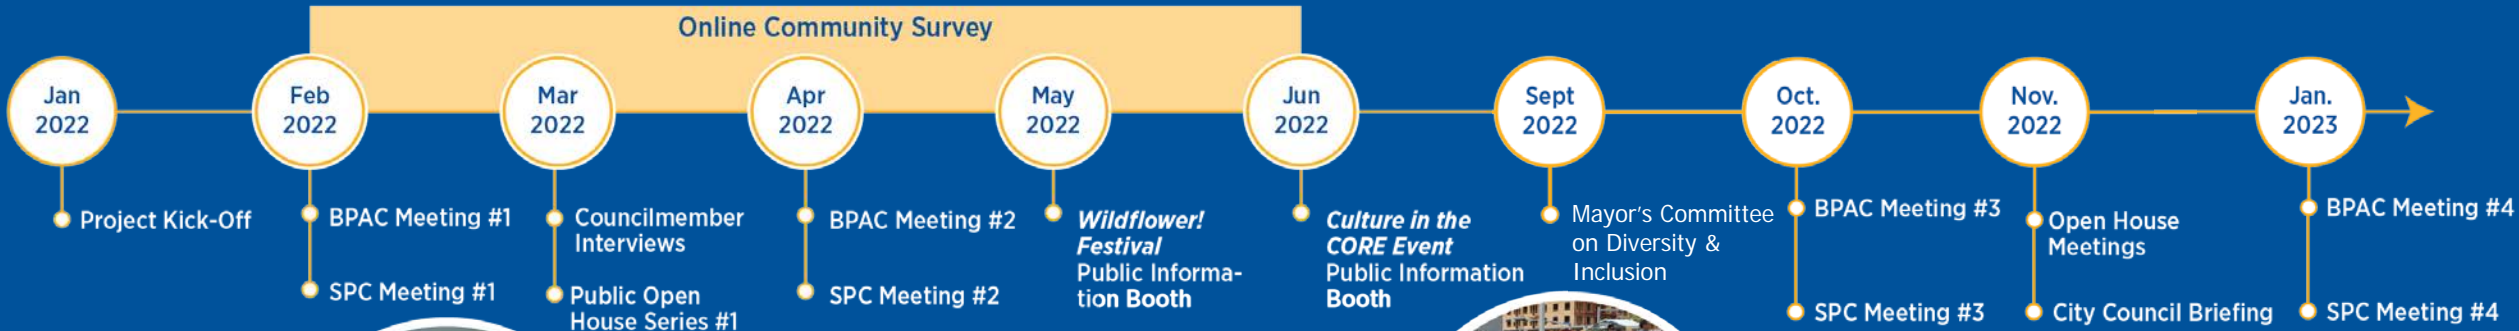 Online Community Survey
Jan
2022
Feb
2022
Mar
2022
Apr
2022
May
2022
Jun
2022
Sept
2022
Oct.
2022
Nov.
2022
Jan.
2023
Project Kick-Off
BPAC Meeting #1
SPC Meeting #1
Councilmember
Interviews
Public Open
House Series #1
BPAC Meeting #2
SPC Meeting #2
Wildflower!
Festival
Public Informa-
tion Booth
Culture in the
CORE Event
Public Information
Booth
Mayor's Committee
on Diversity &
Inclusion
BPAC Meeting #3
SPC Meeting #3
Open House
Meetings
City Council Briefing
BPAC Meeting #4
SPC Meeting #4